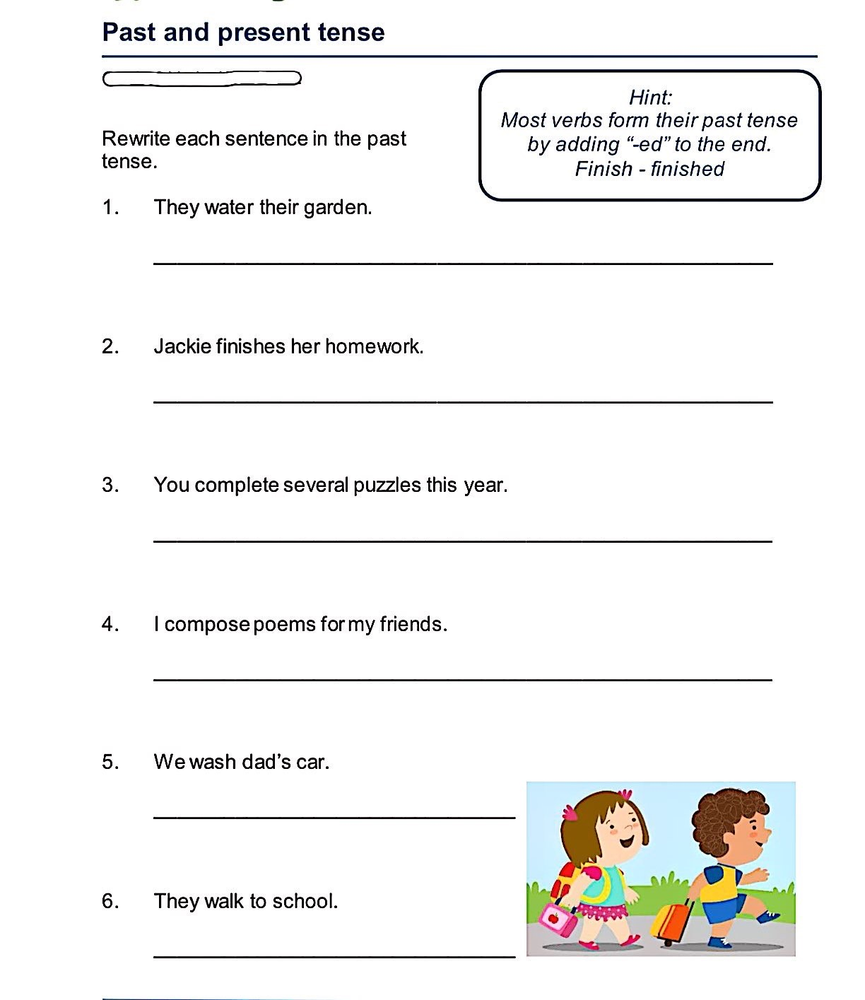 Past and present tense
Hint:
Most verbs form their past tense
by adding “-ed” to the end.
Finish - finished
Rewrite each sentence in the past
tense.
1. They water their garden.
2. Jackie finishes her homework.
3. You complete several puzzles this year.
4. I compose poems for my friends.
5. We wash dad’s car.
6. They walk to school.